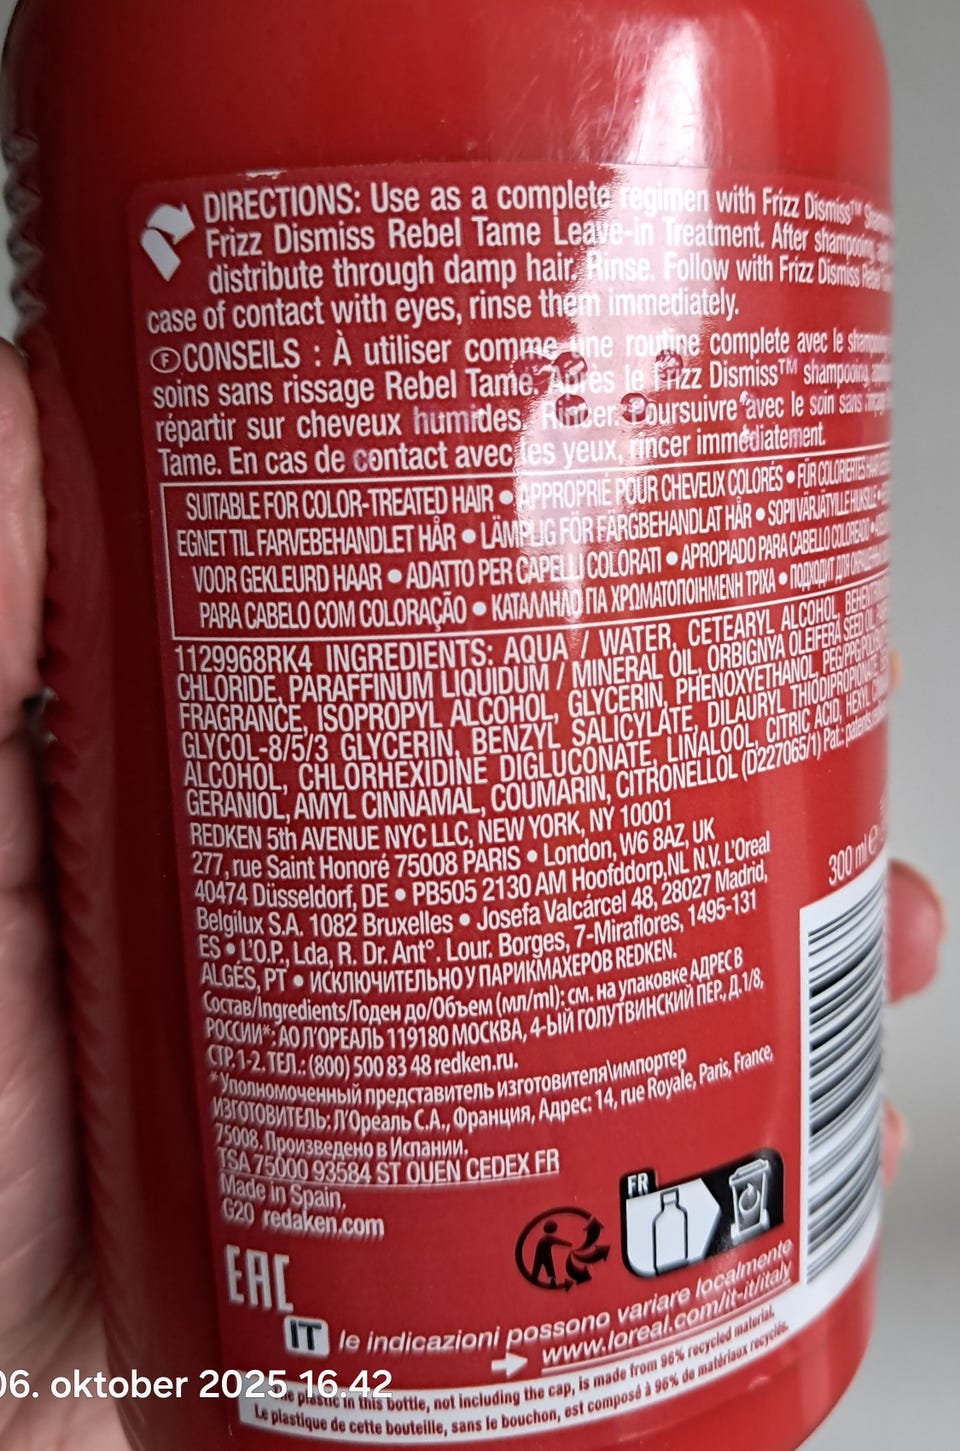 DIRECTIONS: Use as a complete regimen with Frizz Dismiss™
Frizz Dismiss Rebel Tame Leave-in Treatment. After shampooing,
distribute through damp hair. Rinse. Follow with Frizz Dismiss Rebel
case of contact with eyes, rinse them immediately.
F CONSEILS : À utiliser comme une routine complete avec le shampooing
soins sans rissage Rebel Tame. Après le Frizz Dismiss™ shampooing,
répartir sur cheveux humides. Rincer. Poursuivre avec le soin sans rinçage
Tame. En cas de contact avec les yeux, rincer immédiatement.
SUITABLE FOR COLOR-TREATED HAIR • APPROPRIÉ POUR CHEVEUX COLORÉS • FÜR COLORIERTES HAAR
EGNET TIL FARVEBEHANDLET HÅR • LÄMPLIG FÖR FÄRGBEHANDLAT HÅR • SOPII VÄRJÄTYILLE HIUKSILLE •
VOOR GEKLEURD HAAR • ADATTO PER CAPELLI COLORATI • APROPIADO PARA CABELLO COLOREADO •
PARA CABELO COM COLORAÇÃO • ΚΑΤΑΛΛΗΛΟ ΓΙΑ ΧΡΩΜΑΤΟΠΟΙΗΜΕΝΗ ΤΡΙΧΑ • ПОДХОДИТ ДЛЯ
1129968RK4 INGREDIENTS: AQUA / WATER, CETEARYL ALCOHOL,
CHLORIDE, PARAFFINUM LIQUIDUM / MINERAL OIL, ORBIGNYA OLEIFERA SEED OIL,
FRAGRANCE, ISOPROPYL ALCOHOL, GLYCERIN, PHENOXYETHANOL,
GLYCOL-8/5/3 GLYCERIN, BENZYL SALICYLATE, DILAURYL THIODIPROPIONATE,
ALCOHOL, CHLORHEXIDINE DIGLUCONATE, LINALOOL, CITRIC ACID, HEXYL
GERANIOL, AMYL CINNAMAL, COUMARIN, CITRONELLOL (D227065/1) Pat.:
REDKEN 5th AVENUE NYC LLC, NEW YORK, NY 10001
277, rue Saint Honoré 75008 PARIS • London, W6 8AZ, UK
40474 Düsseldorf, DE • PB505 2130 AM Hoofddorp,NL N.V. L'Oreal
Belgilux S.A. 1082 Bruxelles • Josefa Valcárcel 48, 28027 Madrid,
ES • L'O.P., Lda, R. Dr. Ant°. Lour. Borges, 7-Miraflores, 1495-131
ALGÉS, PT • ИСКЛЮЧИТЕЛЬНО У ПАРИКМАХЕРОВ REDKEN.
Состав/Ingredients/Годен до/Объем (мл/ml): см. на упаковке АДРЕС В
РОССИИ*: АО Л'ОРЕАЛЬ 119180 МОСКВА, 4-ЫЙ ГОЛУТВИНСКИЙ ПЕР., Д.1/8,
СТР.1-2. ТЕЛ.: (800) 500 83 48 redken.ru.
*Уполномоченный представитель изготовителя\импортер
ИЗГОТОВИТЕЛЬ: Л'Ореаль С.А., Франция, Адрес: 14, rue Royale, Paris, France,
75008. Произведено в Испании.
TSA 75000 93584 ST OUEN CEDEX FR
Made in Spain.
G20 redaken.com
300 ml e
FR
EAC
IT le indicazioni possono variare localmente
www.loreal.com/it-it/italy
plastic in this bottle, not including the cap, is made from 96% recycled material.
Le plastique de cette bouteille, sans le bouchon, est composé à 96% de matériaux recyclés.
06. oktober 2025 16.42